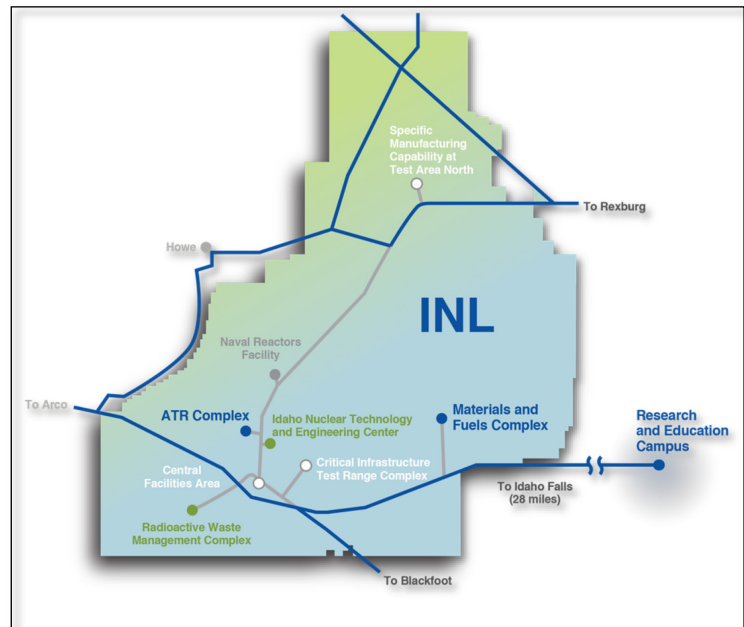 Specific
Manufacturing
Capability at
Test Area North
To Rexburg
Howe
INL
Naval Reactors
Facility
To Arco
ATR Complex
Idaho Nuclear Technology
and Engineering Center
Materials and
Fuels Complex
Research
and Education
Campus
Central
Facilities Area
Critical Infrastructure
Test Range Complex
To Idaho Falls
(28 miles)
Radioactive Waste
Management Complex
To Blackfoot